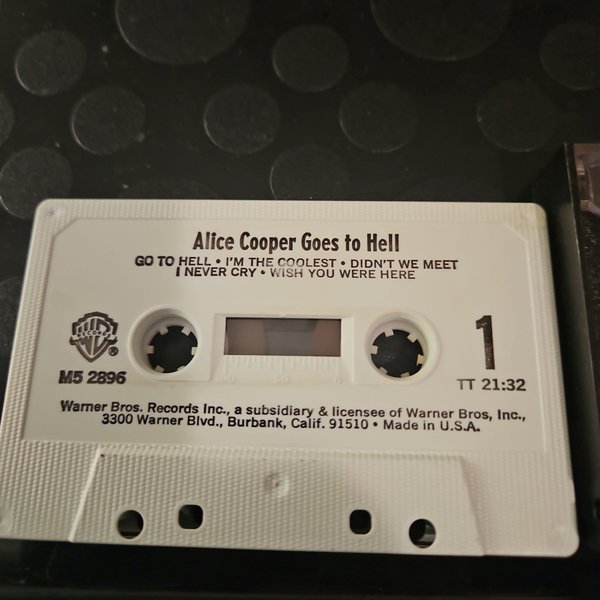 Alice Cooper Goes to Hell
GO TO HELL • I'M THE COOLEST • DIDN'T WE MEET
I NEVER CRY • WISH YOU WERE HERE
WB
RECORDS
®
1
M5 2896
TT 21:32
Warner Bros. Records Inc., a subsidiary & licensee of Warner Bros, Inc.,
3300 Warner Blvd., Burbank, Calif. 91510 • Made in U.S.A.